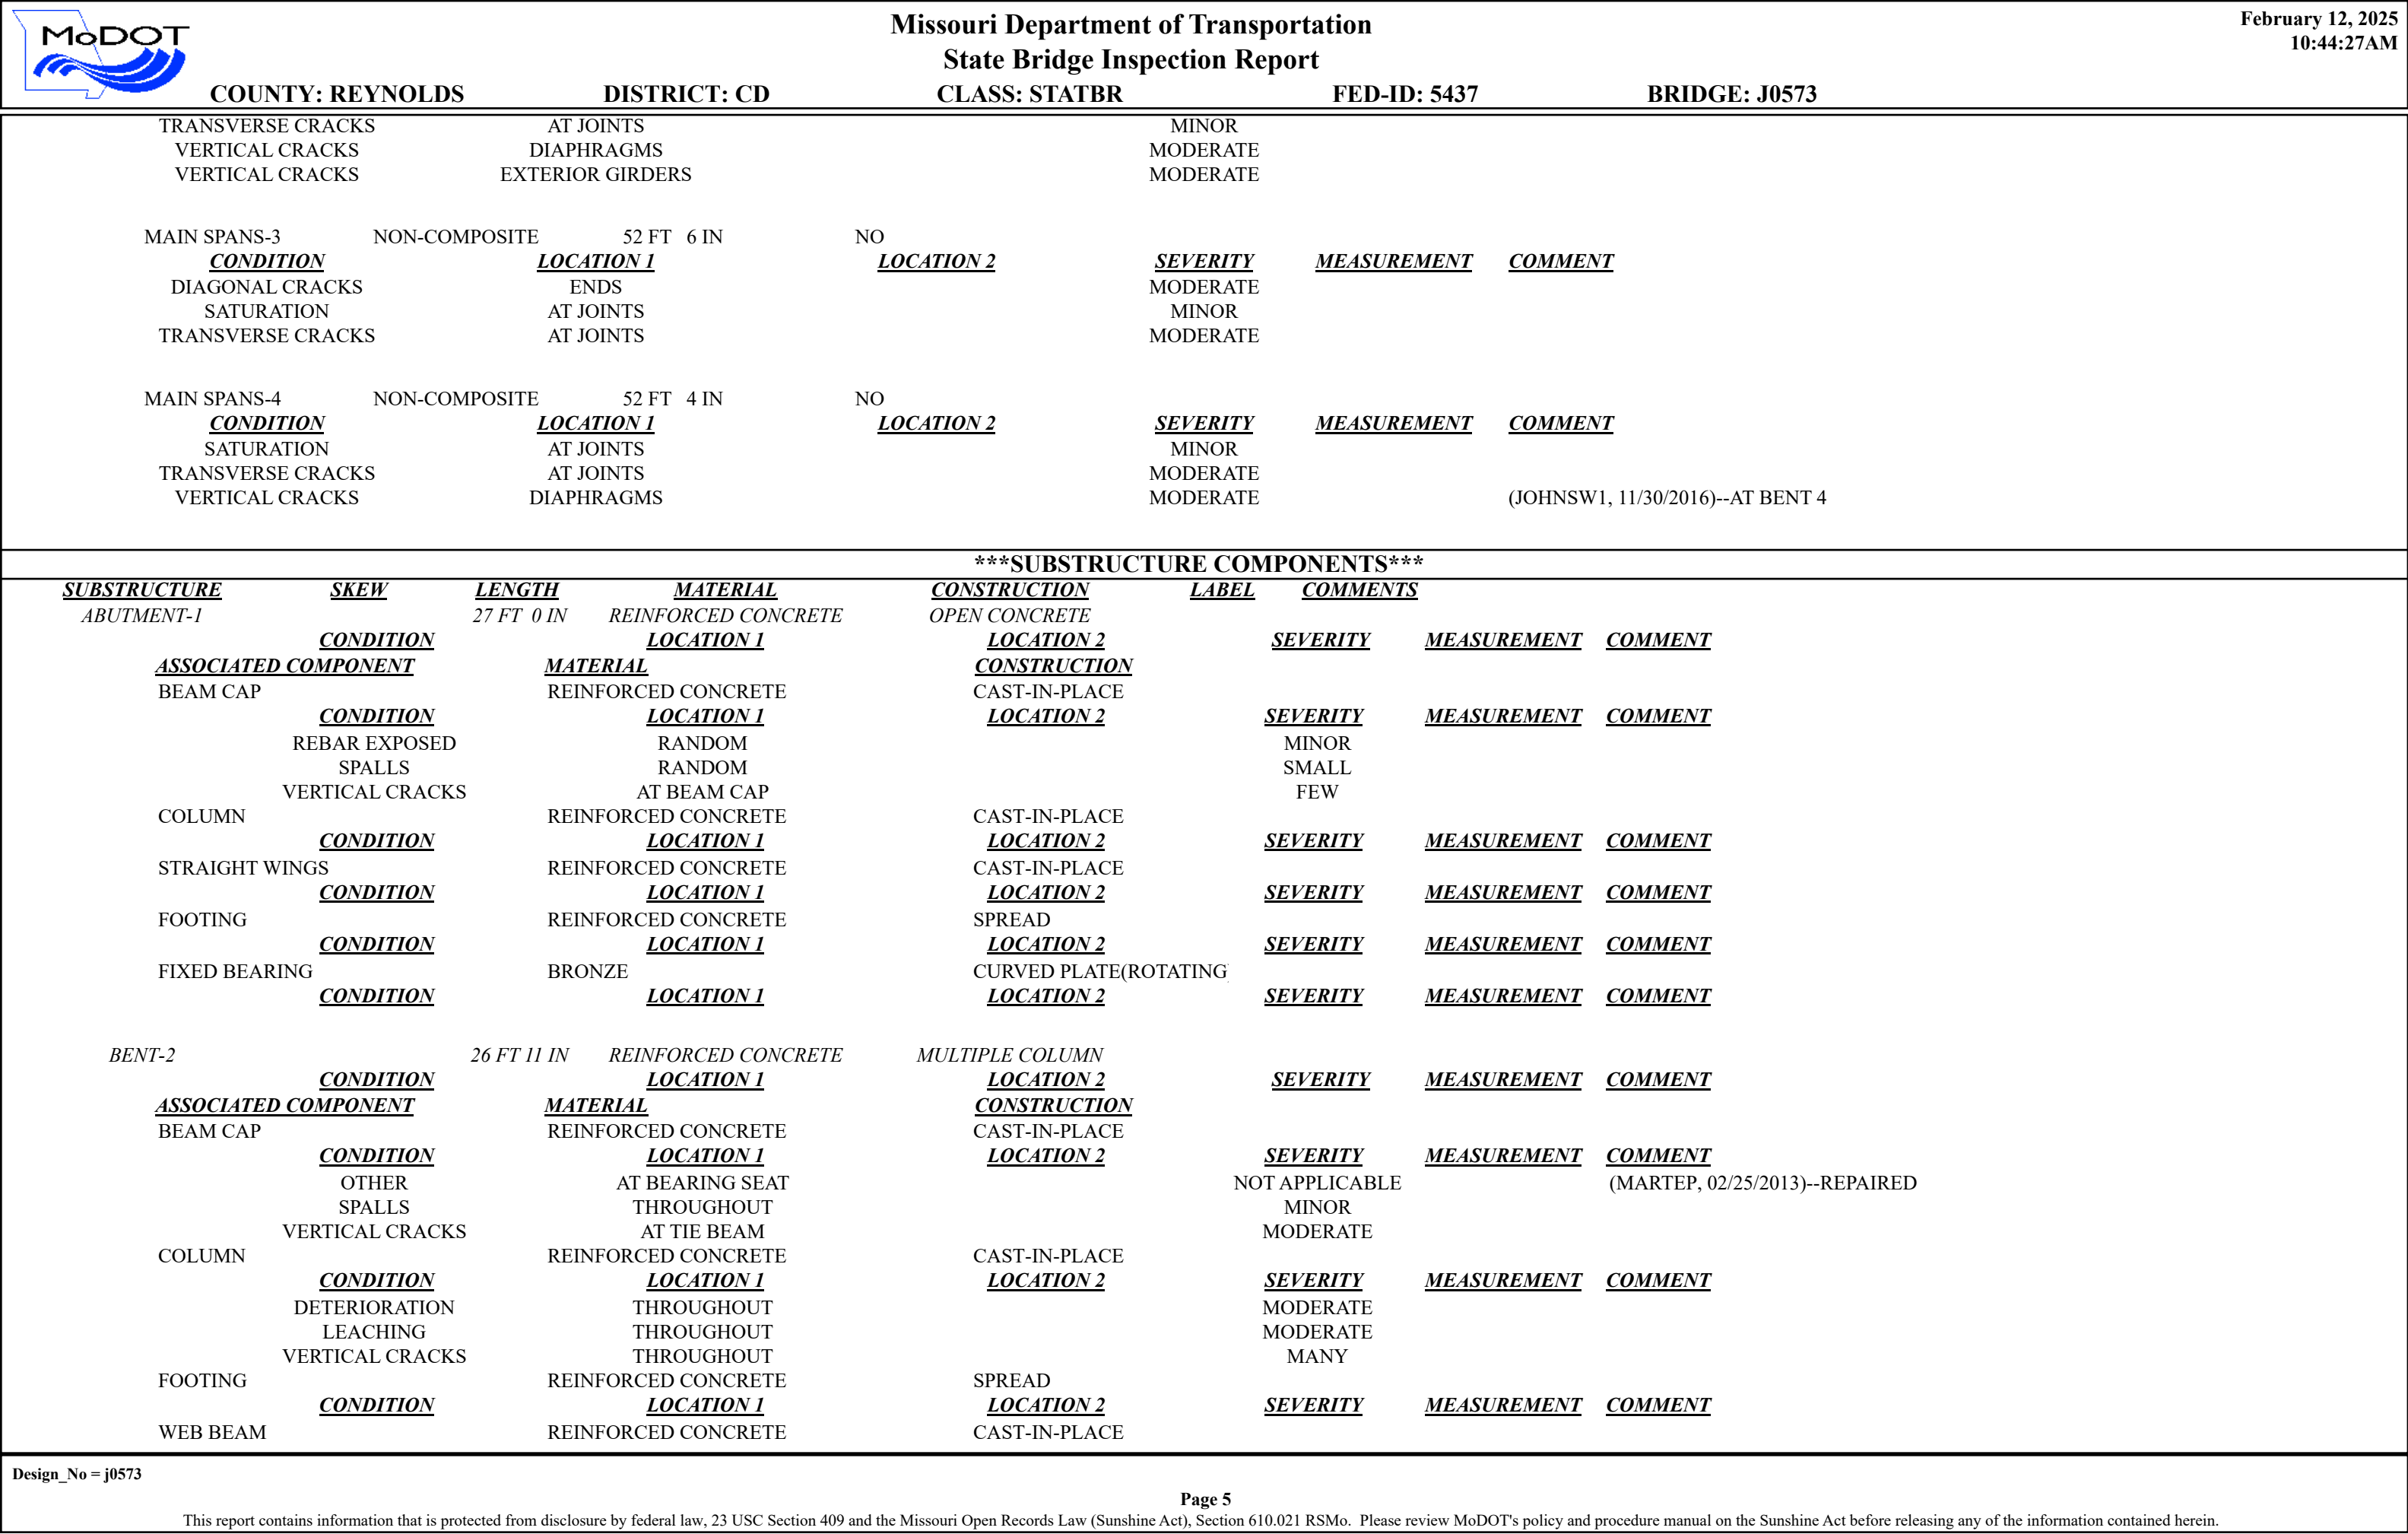 MoDOT
Missouri Department of Transportation
State Bridge Inspection Report
February 12, 2025
10:44:27AM
COUNTY: REYNOLDS DISTRICT: CD CLASS: STATBR FED-ID: 5437 BRIDGE: J0573
TRANSVERSE CRACKS AT JOINTS MINOR
VERTICAL CRACKS DIAPHRAGMS MODERATE
VERTICAL CRACKS EXTERIOR GIRDERS MODERATE
MAIN SPANS-3 NON-COMPOSITE 52 FT 6 IN NO
CONDITION LOCATION 1 LOCATION 2 SEVERITY MEASUREMENT COMMENT
DIAGONAL CRACKS ENDS MODERATE
SATURATION AT JOINTS MINOR
TRANSVERSE CRACKS AT JOINTS MODERATE
MAIN SPANS-4 NON-COMPOSITE 52 FT 4 IN NO
CONDITION LOCATION 1 LOCATION 2 SEVERITY MEASUREMENT COMMENT
SATURATION AT JOINTS MINOR
TRANSVERSE CRACKS AT JOINTS MODERATE
VERTICAL CRACKS DIAPHRAGMS MODERATE (JOHNSW1, 11/30/2016)--AT BENT 4
***SUBSTRUCTURE COMPONENTS***
SUBSTRUCTURE SKEW LENGTH MATERIAL CONSTRUCTION LABEL COMMENTS
ABUTMENT-1 27 FT 0 IN REINFORCED CONCRETE OPEN CONCRETE
CONDITION LOCATION 1 LOCATION 2 SEVERITY MEASUREMENT COMMENT
ASSOCIATED COMPONENT MATERIAL CONSTRUCTION
BEAM CAP REINFORCED CONCRETE CAST-IN-PLACE
CONDITION LOCATION 1 LOCATION 2 SEVERITY MEASUREMENT COMMENT
REBAR EXPOSED RANDOM MINOR
SPALLS RANDOM SMALL
VERTICAL CRACKS AT BEAM CAP FEW
COLUMN REINFORCED CONCRETE CAST-IN-PLACE
CONDITION LOCATION 1 LOCATION 2 SEVERITY MEASUREMENT COMMENT
STRAIGHT WINGS REINFORCED CONCRETE CAST-IN-PLACE
CONDITION LOCATION 1 LOCATION 2 SEVERITY MEASUREMENT COMMENT
FOOTING REINFORCED CONCRETE SPREAD
CONDITION LOCATION 1 LOCATION 2 SEVERITY MEASUREMENT COMMENT
FIXED BEARING BRONZE CURVED PLATE(ROTATING
CONDITION LOCATION 1 LOCATION 2 SEVERITY MEASUREMENT COMMENT
BENT-2 26 FT 11 IN REINFORCED CONCRETE MULTIPLE COLUMN
CONDITION LOCATION 1 LOCATION 2 SEVERITY MEASUREMENT COMMENT
ASSOCIATED COMPONENT MATERIAL CONSTRUCTION
BEAM CAP REINFORCED CONCRETE CAST-IN-PLACE
CONDITION LOCATION 1 LOCATION 2 SEVERITY MEASUREMENT COMMENT
OTHER AT BEARING SEAT NOT APPLICABLE (MARTEP, 02/25/2013)--REPAIRED
SPALLS THROUGHOUT MINOR
VERTICAL CRACKS AT TIE BEAM MODERATE
COLUMN REINFORCED CONCRETE CAST-IN-PLACE
CONDITION LOCATION 1 LOCATION 2 SEVERITY MEASUREMENT COMMENT
DETERIORATION THROUGHOUT MODERATE
LEACHING THROUGHOUT MODERATE
VERTICAL CRACKS THROUGHOUT MANY
FOOTING REINFORCED CONCRETE SPREAD
CONDITION LOCATION 1 LOCATION 2 SEVERITY MEASUREMENT COMMENT
WEB BEAM REINFORCED CONCRETE CAST-IN-PLACE
Design_No = j0573
Page 5
This report contains information that is protected from disclosure by federal law, 23 USC Section 409 and the Missouri Open Records Law (Sunshine Act), Section 610.021 RSMo. Please review MoDOT's policy and procedure manual on the Sunshine Act before releasing any of the information contained herein.